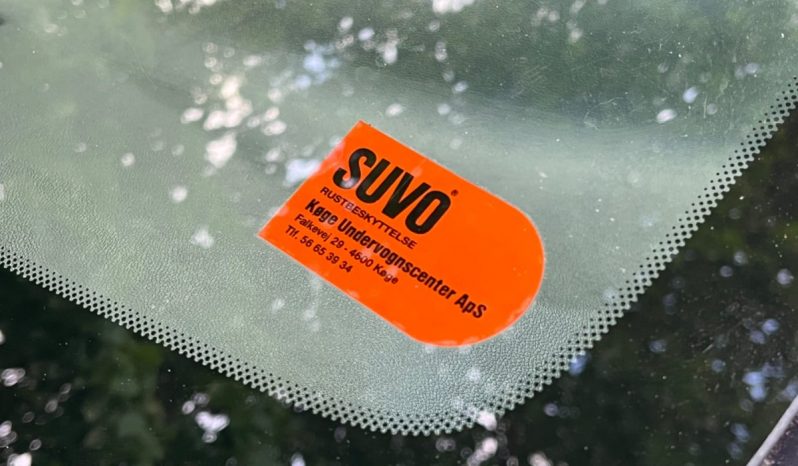 SUVO®
RUSTBESKYTTELSE
Køge Undervognscenter ApS
Falkevej 29 - 4600 Køge
Tlf. 56 65 39 34